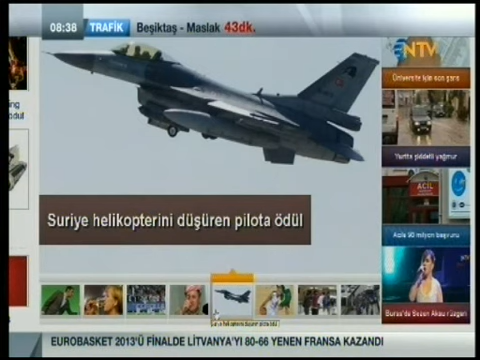 08:38 TRAFİK Beşiktaş - Maslak 43dk.
NTV
Üniversite için son şans
Yurtta şiddetli yağmur
ACİL
Acile 90 milyon başvuru
Bursa'da Sezen Aksu rüzgarı
Suriye helikopterini düşüren pilota ödül
EUROBASKET 2013'Ü FİNALDE LİTVANYA'YI 80-66 YENEN FRANSA KAZANDI